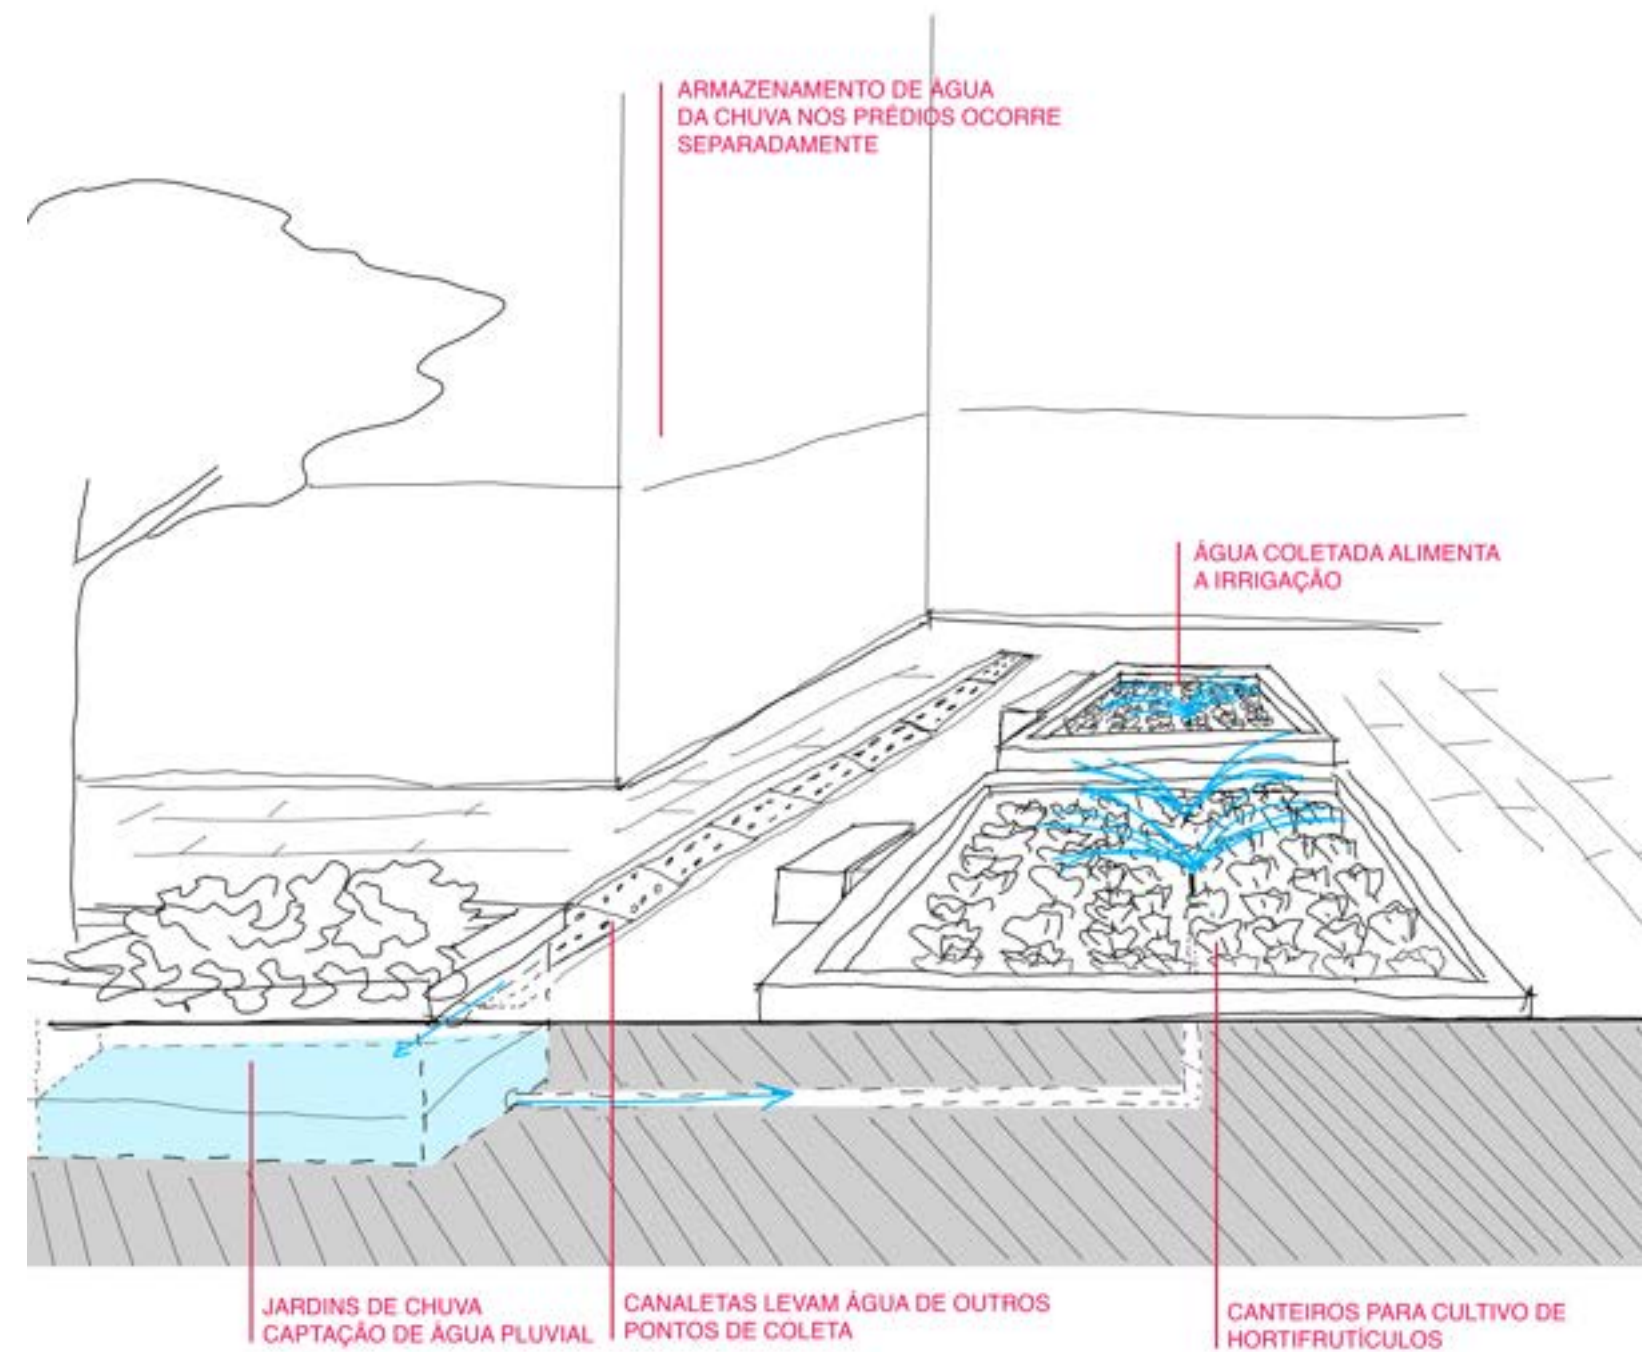 ARMAZENAMENTO DE ÁGUA
DA CHUVA NOS PRÉDIOS OCORRE
SEPARADAMENTE
ÁGUA COLETADA ALIMENTA
A IRRIGAÇÃO
JARDINS DE CHUVA
CAPTAÇÃO DE ÁGUA PLUVIAL
CANALETAS LEVAM ÁGUA DE OUTROS
PONTOS DE COLETA
CANTEIROS PARA CULTIVO DE
HORTIFRUTÍCULOS